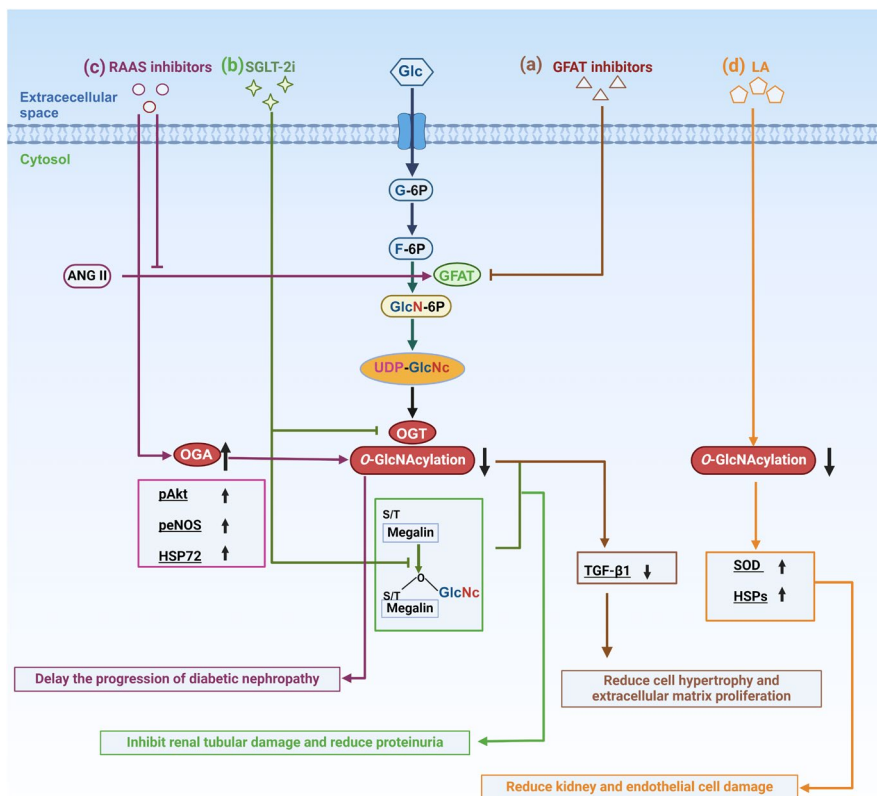 (c) RAAS inhibitors
(b) SGLT-2i
Glc
(a) GFAT inhibitors
(d) LA
Extracecellular
space
Cytosol
G-6P
F-6P
ANG II
GFAT
GlcN-6P
UDP-GlcNc
OGT
OGA
O-GlcNAcylation
O-GlcNAcylation
pAkt
peNOS
HSP72
S/T
Megalin
O
S/T
GlcNc
Megalin
TGF-β1
SOD
HSPs
Delay the progression of diabetic nephropathy
Reduce cell hypertrophy and
extracellular matrix proliferation
Inhibit renal tubular damage and reduce proteinuria
Reduce kidney and endothelial cell damage